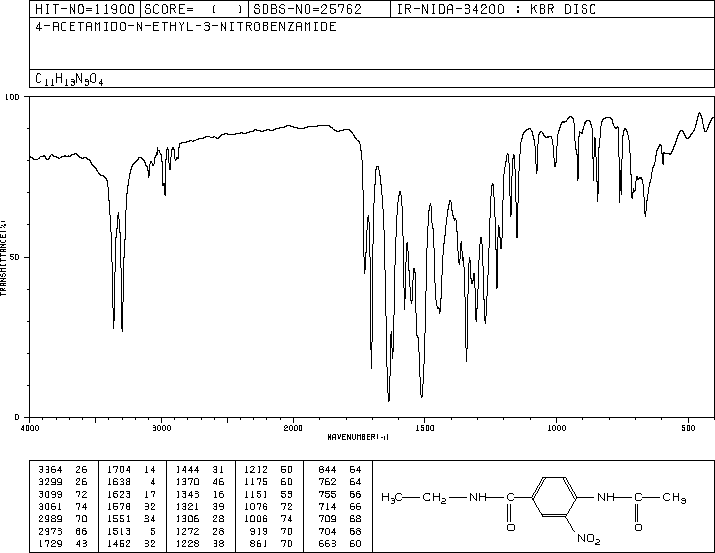 HIT-NO=11900 SCORE= ( ) SDBS-NO=25762 IR-NIDA-34200 : KBR DISC
4-ACETAMIDO-N-ETHYL-3-NITROBENZAMIDE
C11H13N3O4
100
50
0
TRANSMITTANCE(%)
4000 3000 2000 1500 1000 500
WAVENUMBER(-1)
3364 26 1704 14 1444 31 1212 60 844 64
3299 26 1638 4 1370 46 1175 60 762 64
3099 72 1623 17 1343 16 1151 53 755 66
3061 74 1578 32 1321 39 1076 72 714 66
2989 70 1551 34 1306 28 1006 74 709 68
2973 66 1513 5 1272 28 919 70 704 68
1729 43 1462 32 1228 38 861 70 663 60
H3C CH2 NH C NH C CH3
O O
NO2